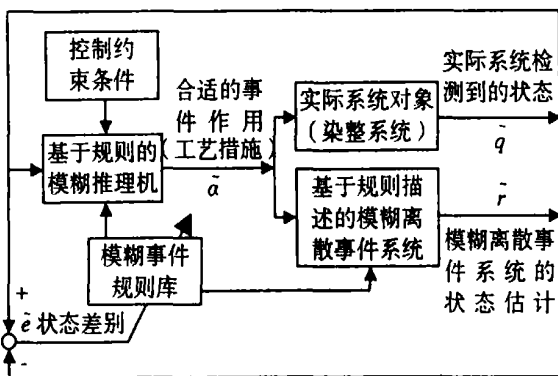 控制约
束条件
合适的事
件作用
(工艺措施)
ã
基于规则的
模糊推理机
实际系统对象
(染整系统)
实际系统检
测到的状态
q̃
基于规则描
述的模糊离
散事件系统
r̃
模糊离散事
件系统的
状态估计
模糊事件
规则库
+
ẽ状态差别
-